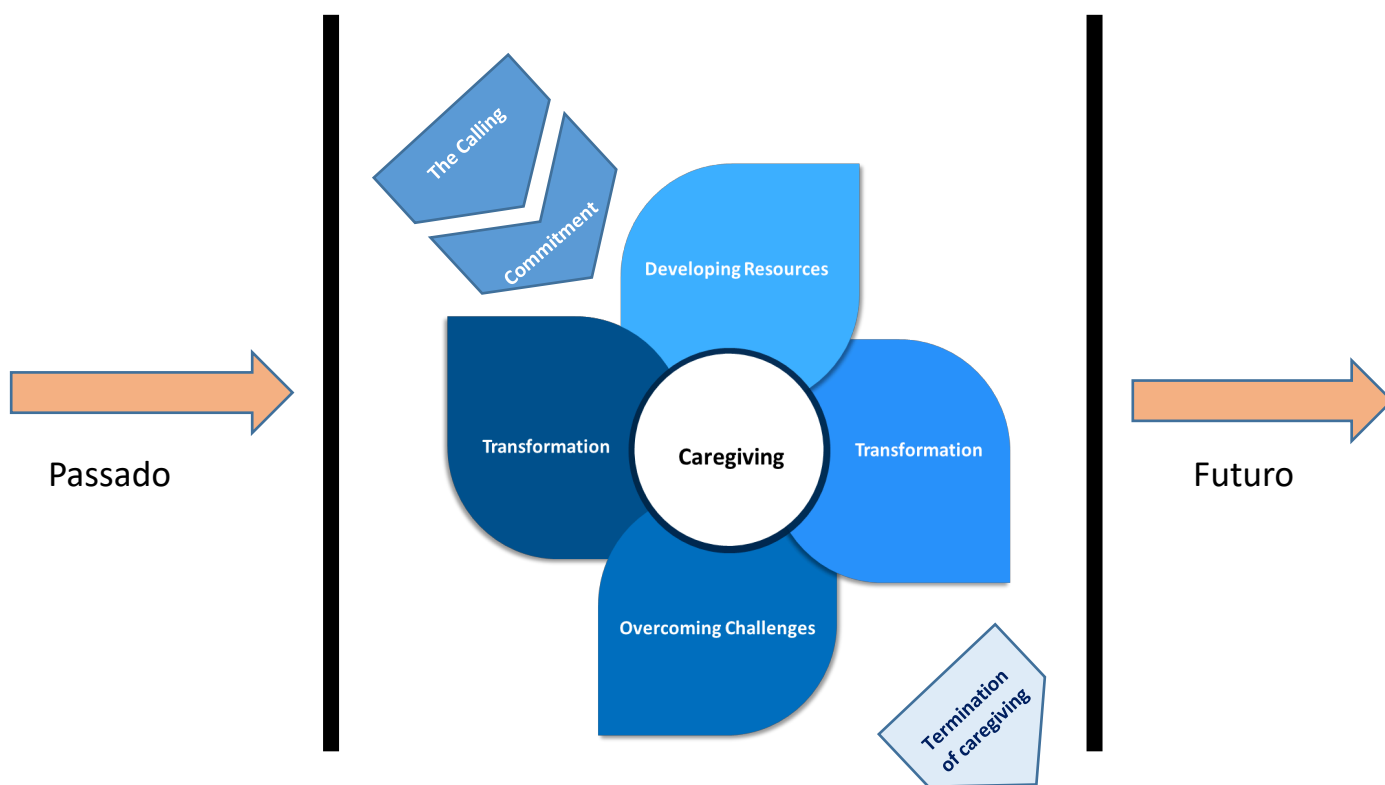 The Calling
Commitment
Developing Resources
Transformation
Caregiving
Transformation
Passado
Futuro
Overcoming Challenges
Termination
of caregiving